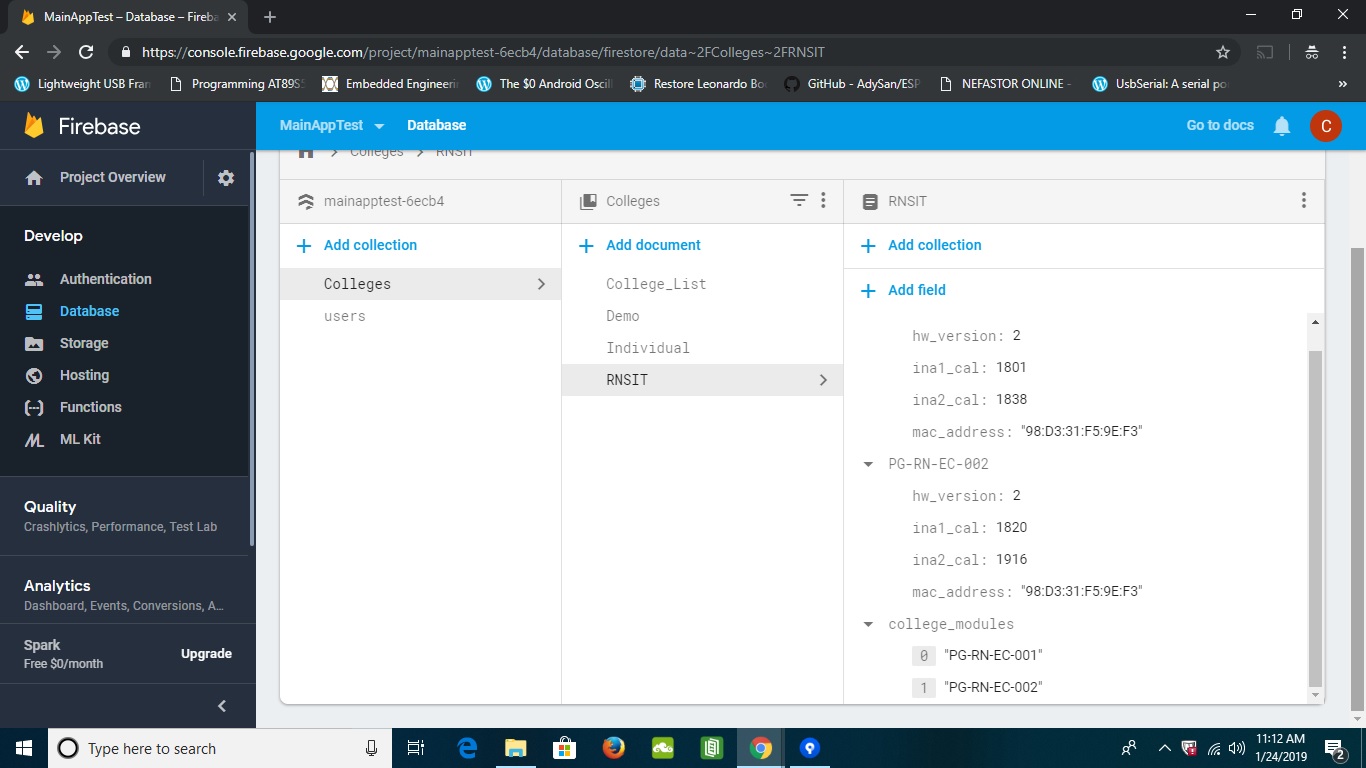 MainAppTest – Database – Fireba
https://console.firebase.google.com/project/mainapptest-6ecb4/database/firestore/data~2FColleges~2FRNSIT
Lightweight USB Fran
Programming AT89S
Embedded Engineeri
The $0 Android Oscil
Restore Leonardo Bo
GitHub - AdySan/ESP
NEFASTOR ONLINE -
UsbSerial: A serial po
»
Firebase
MainAppTest
Database
Go to docs
C
Colleges
RNSIT
Project Overview
mainapptest-6ecb4
Colleges
RNSIT
Develop
Add collection
Add document
Add collection
Authentication
Colleges
College_List
Add field
Database
users
Demo
Storage
Individual
hw_version: 2
Hosting
RNSIT
ina1_cal: 1801
Functions
ina2_cal: 1838
ML Kit
mac_address: "98:D3:31:F5:9E:F3"
PG-RN-EC-002
Quality
hw_version: 2
Crashlytics, Performance, Test Lab
ina1_cal: 1820
ina2_cal: 1916
Analytics
mac_address: "98:D3:31:F5:9E:F3"
Dashboard, Events, Conversions, A...
college_modules
Spark
Free $0/month
Upgrade
0 "PG-RN-EC-001"
1 "PG-RN-EC-002"
Type here to search
11:12 AM
1/24/2019
2